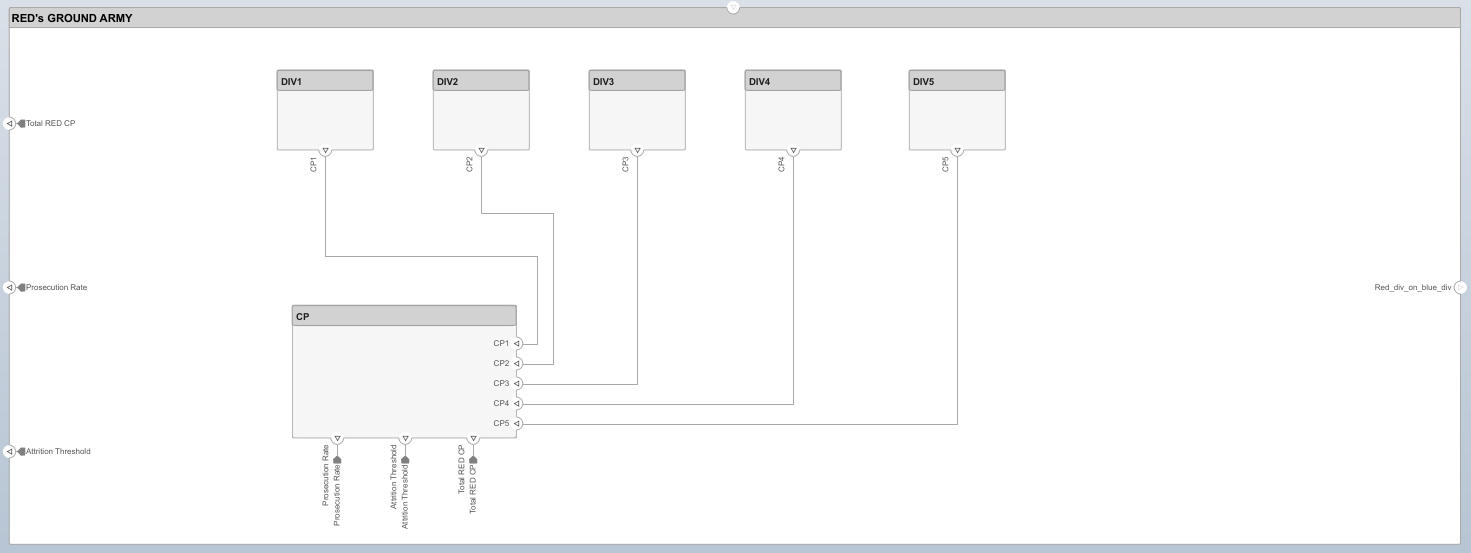 RED's GROUND ARMY
DIV1
DIV2
DIV3
DIV4
DIV5
Total RED CP
CP1
CP2
CP3
CP4
CP5
Prosecution Rate
Red_div_on_blue_div
CP
CP1
CP2
CP3
CP4
CP5
Attrition Threshold
Prosecution Rate
Prosecution Rate
Attrition Threshold
Attrition Threshold
Total RED CP
Total RED CP